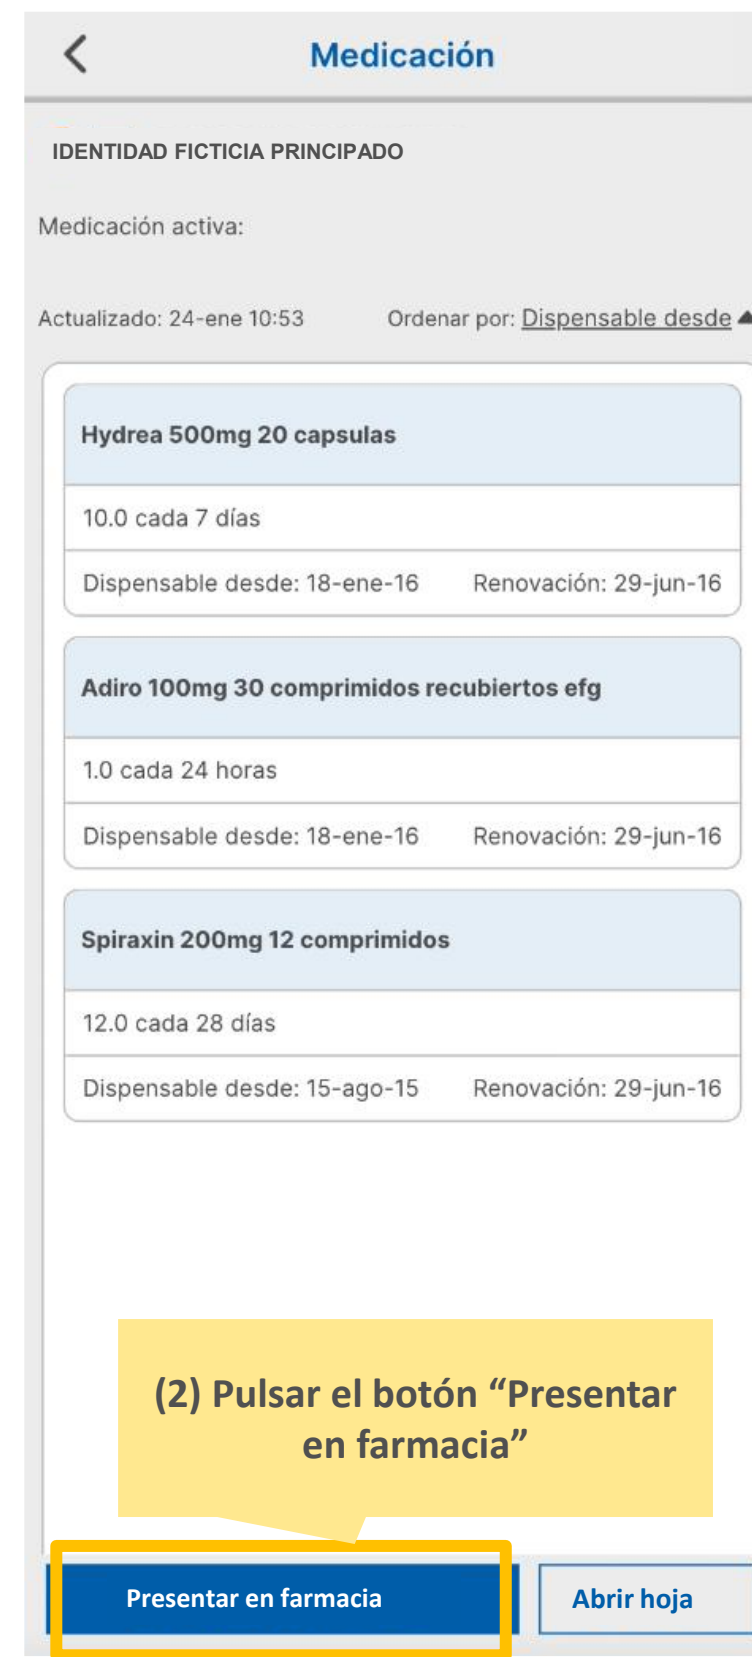 Medicación
IDENTIDAD FICTICIA PRINCIPADO
Medicación activa:
Actualizado: 24-ene 10:53 Ordenar por: Dispensable desde
Hydrea 500mg 20 capsulas
10.0 cada 7 días
Dispensable desde: 18-ene-16 Renovación: 29-jun-16
Adiro 100mg 30 comprimidos recubiertos efg
1.0 cada 24 horas
Dispensable desde: 18-ene-16 Renovación: 29-jun-16
Spiraxin 200mg 12 comprimidos
12.0 cada 28 días
Dispensable desde: 15-ago-15 Renovación: 29-jun-16
(2) Pulsar el botón “Presentar
en farmacia”
Presentar en farmacia Abrir hoja